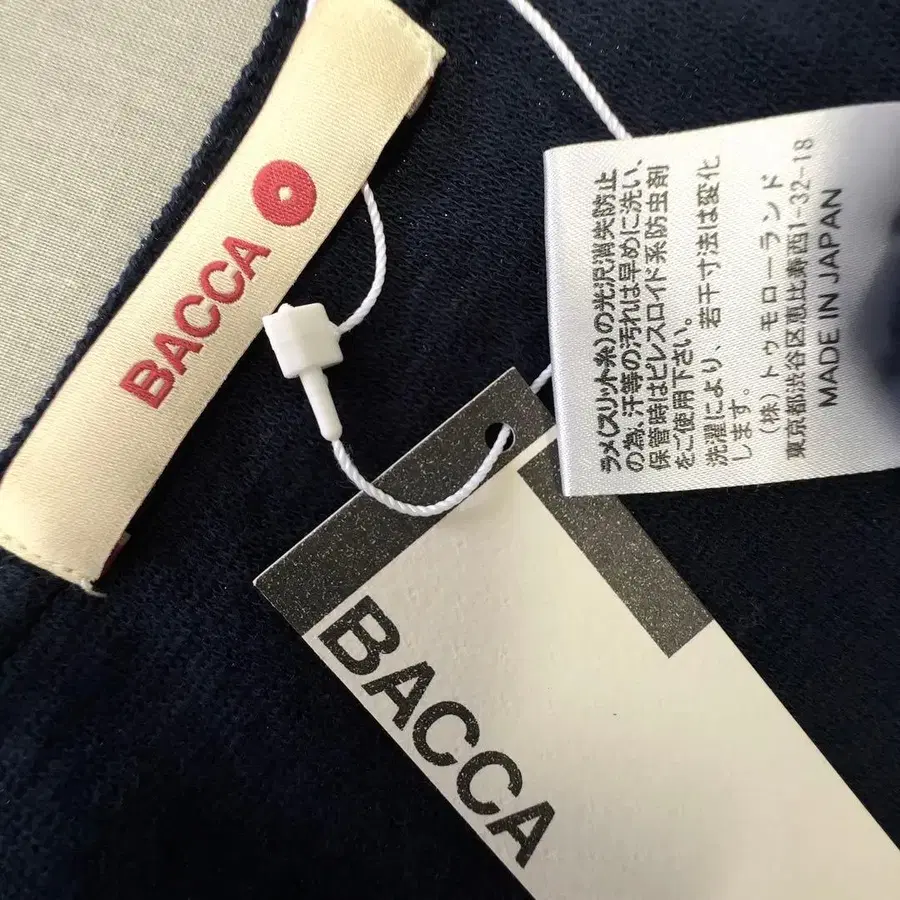 BACCA
BACCA
ラメ(スリット糸)の光沢消失防止
の為、汗等の汚れは早めに洗い、
保管時はピレスロイド系防虫剤
をご使用下さい。
洗濯により、若干寸法は変化
します。
(株)トゥモローランド
東京都渋谷区恵比寿西1-32-18
MADE IN JAPAN